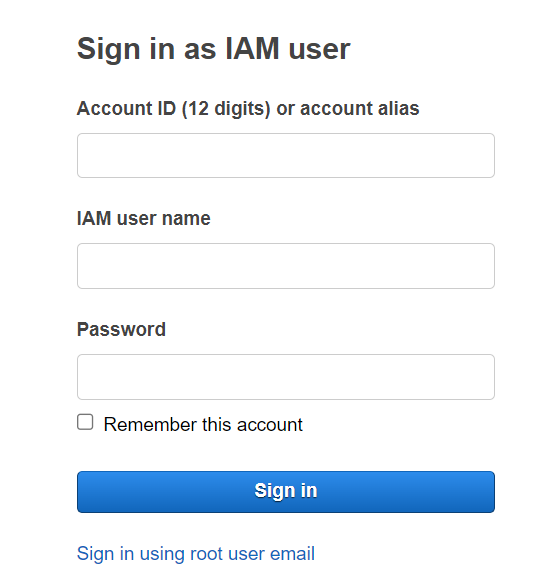 Sign in as IAM user
Account ID (12 digits) or account alias
IAM user name
Password
Remember this account
Sign in
Sign in using root user email